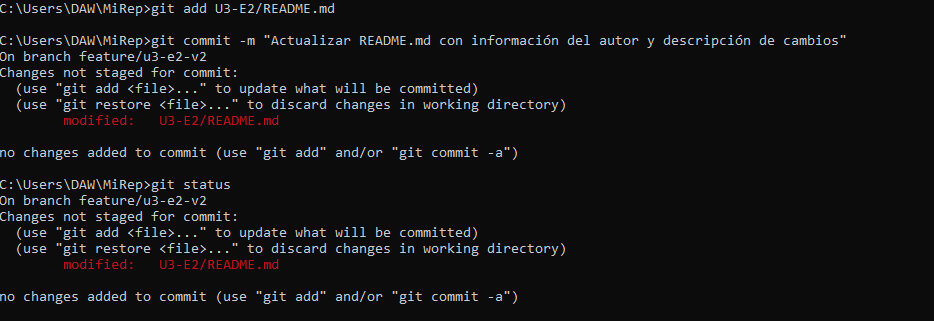 C:\Users\DAW\MiRep>git add U3-E2/README.md
C:\Users\DAW\MiRep>git commit -m "Actualizar README.md con información del autor y descripción de cambios"
On branch feature/u3-e2-v2
Changes not staged for commit:
  (use "git add <file>..." to update what will be committed)
  (use "git restore <file>..." to discard changes in working directory)
        modified:   U3-E2/README.md
no changes added to commit (use "git add" and/or "git commit -a")
C:\Users\DAW\MiRep>git status
On branch feature/u3-e2-v2
Changes not staged for commit:
  (use "git add <file>..." to update what will be committed)
  (use "git restore <file>..." to discard changes in working directory)
        modified:   U3-E2/README.md
no changes added to commit (use "git add" and/or "git commit -a")